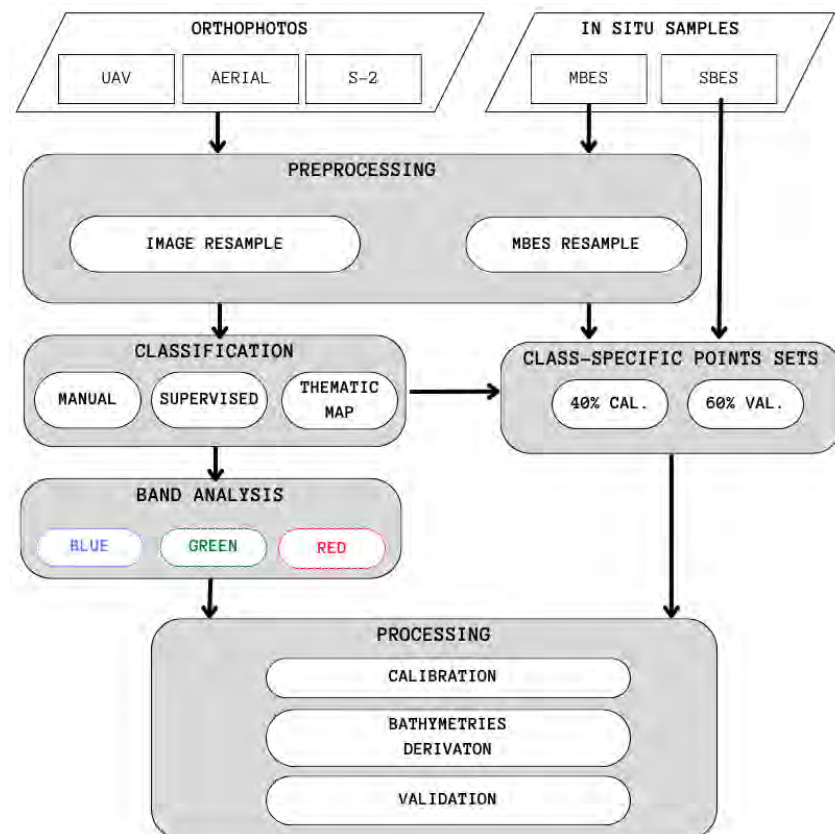 ORTHOPHOTOS
UAV
AERIAL
S-2
IN SITU SAMPLES
MBES
SBES
PREPROCESSING
IMAGE RESAMPLE
MBES RESAMPLE
CLASSIFICATION
MANUAL
SUPERVISED
THEMATIC
MAP
CLASS-SPECIFIC POINTS SETS
40% CAL.
60% VAL.
BAND ANALYSIS
BLUE
GREEN
RED
PROCESSING
CALIBRATION
BATHYMETRIES
DERIVATON
VALIDATION